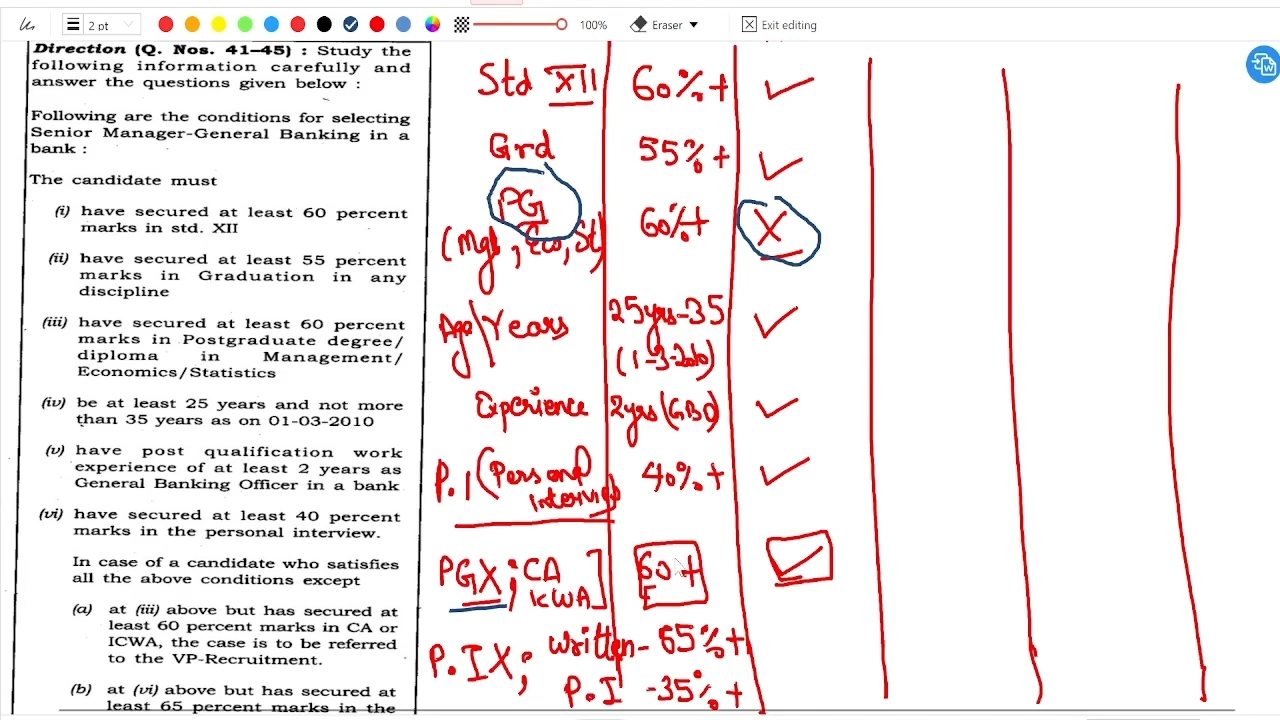 2 pt
100%
Eraser
Exit editing
Direction (Q. Nos. 41-45) : Study the
following information carefully and
answer the questions given below :
Following are the conditions for selecting
Senior Manager-General Banking in a
bank :
The candidate must
(i) have secured at least 60 percent
marks in std. XII
(ii) have secured at least 55 percent
marks in Graduation in any
discipline
(iii) have secured at least 60 percent
marks in Postgraduate degree/
diploma in Management/
Economics/Statistics
(iv) be at least 25 years and not more
than 35 years as on 01-03-2010
(v) have post qualification work
experience of at least 2 years as
General Banking Officer in a bank
(vi) have secured at least 40 percent
marks in the personal interview.
In case of a candidate who satisfies
all the above conditions except
(a) at (iii) above but has secured at
least 60 percent marks in CA or
ICWA, the case is to be referred
to the VP-Recruitment.
(b) at (vi) above but has secured at
least 65 percent marks in the
Std XII 60%+ ✓
Grd 55%+ ✓
PG 60%+ X
(Mgt, Eco, St)
Age/Years 25yrs-35 ✓
(1-3-2010)
Experience 2yrs (GBO) ✓
P.I (Personal 40%+ ✓
interview)
PGX ; CA 60+ ✓
ICWA]
P.IX ; written - 65%+
P.I - 35%+